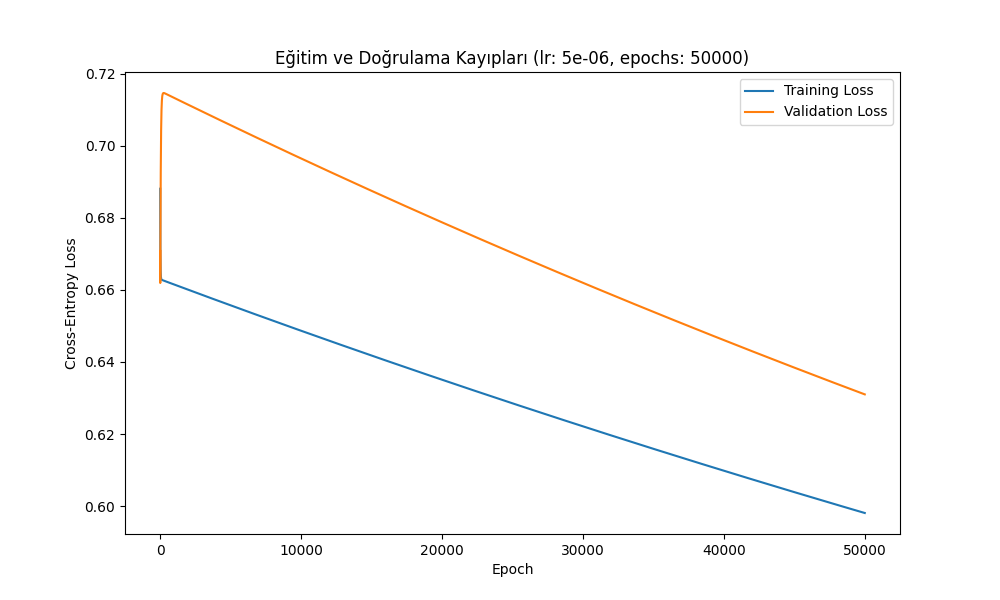 Eğitim ve Doğrulama Kayıpları (lr: 5e-06, epochs: 50000)
Training Loss
Validation Loss
Cross-Entropy Loss
0.72
0.70
0.68
0.66
0.64
0.62
0.60
0
10000
20000
30000
40000
50000
Epoch